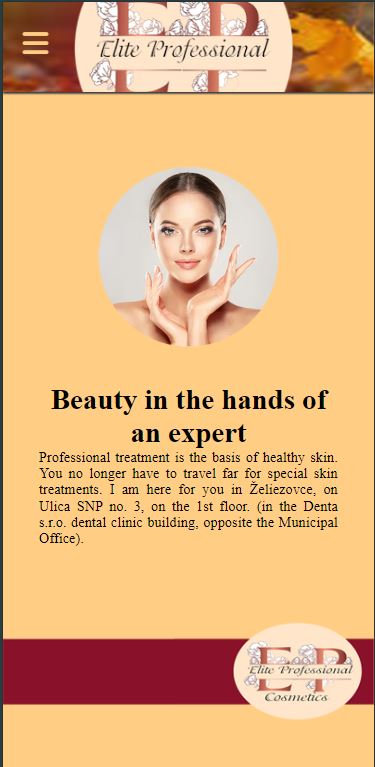 E P
Elite Professional
E P
Beauty in the hands of
an expert
Professional treatment is the basis of healthy skin.
You no longer have to travel far for special skin
treatments. I am here for you in Želiezovce, on
Ulica SNP no. 3, on the 1st floor. (in the Denta
s.r.o. dental clinic building, opposite the Municipal
Office).
E P
Elite Professional
Cosmetics